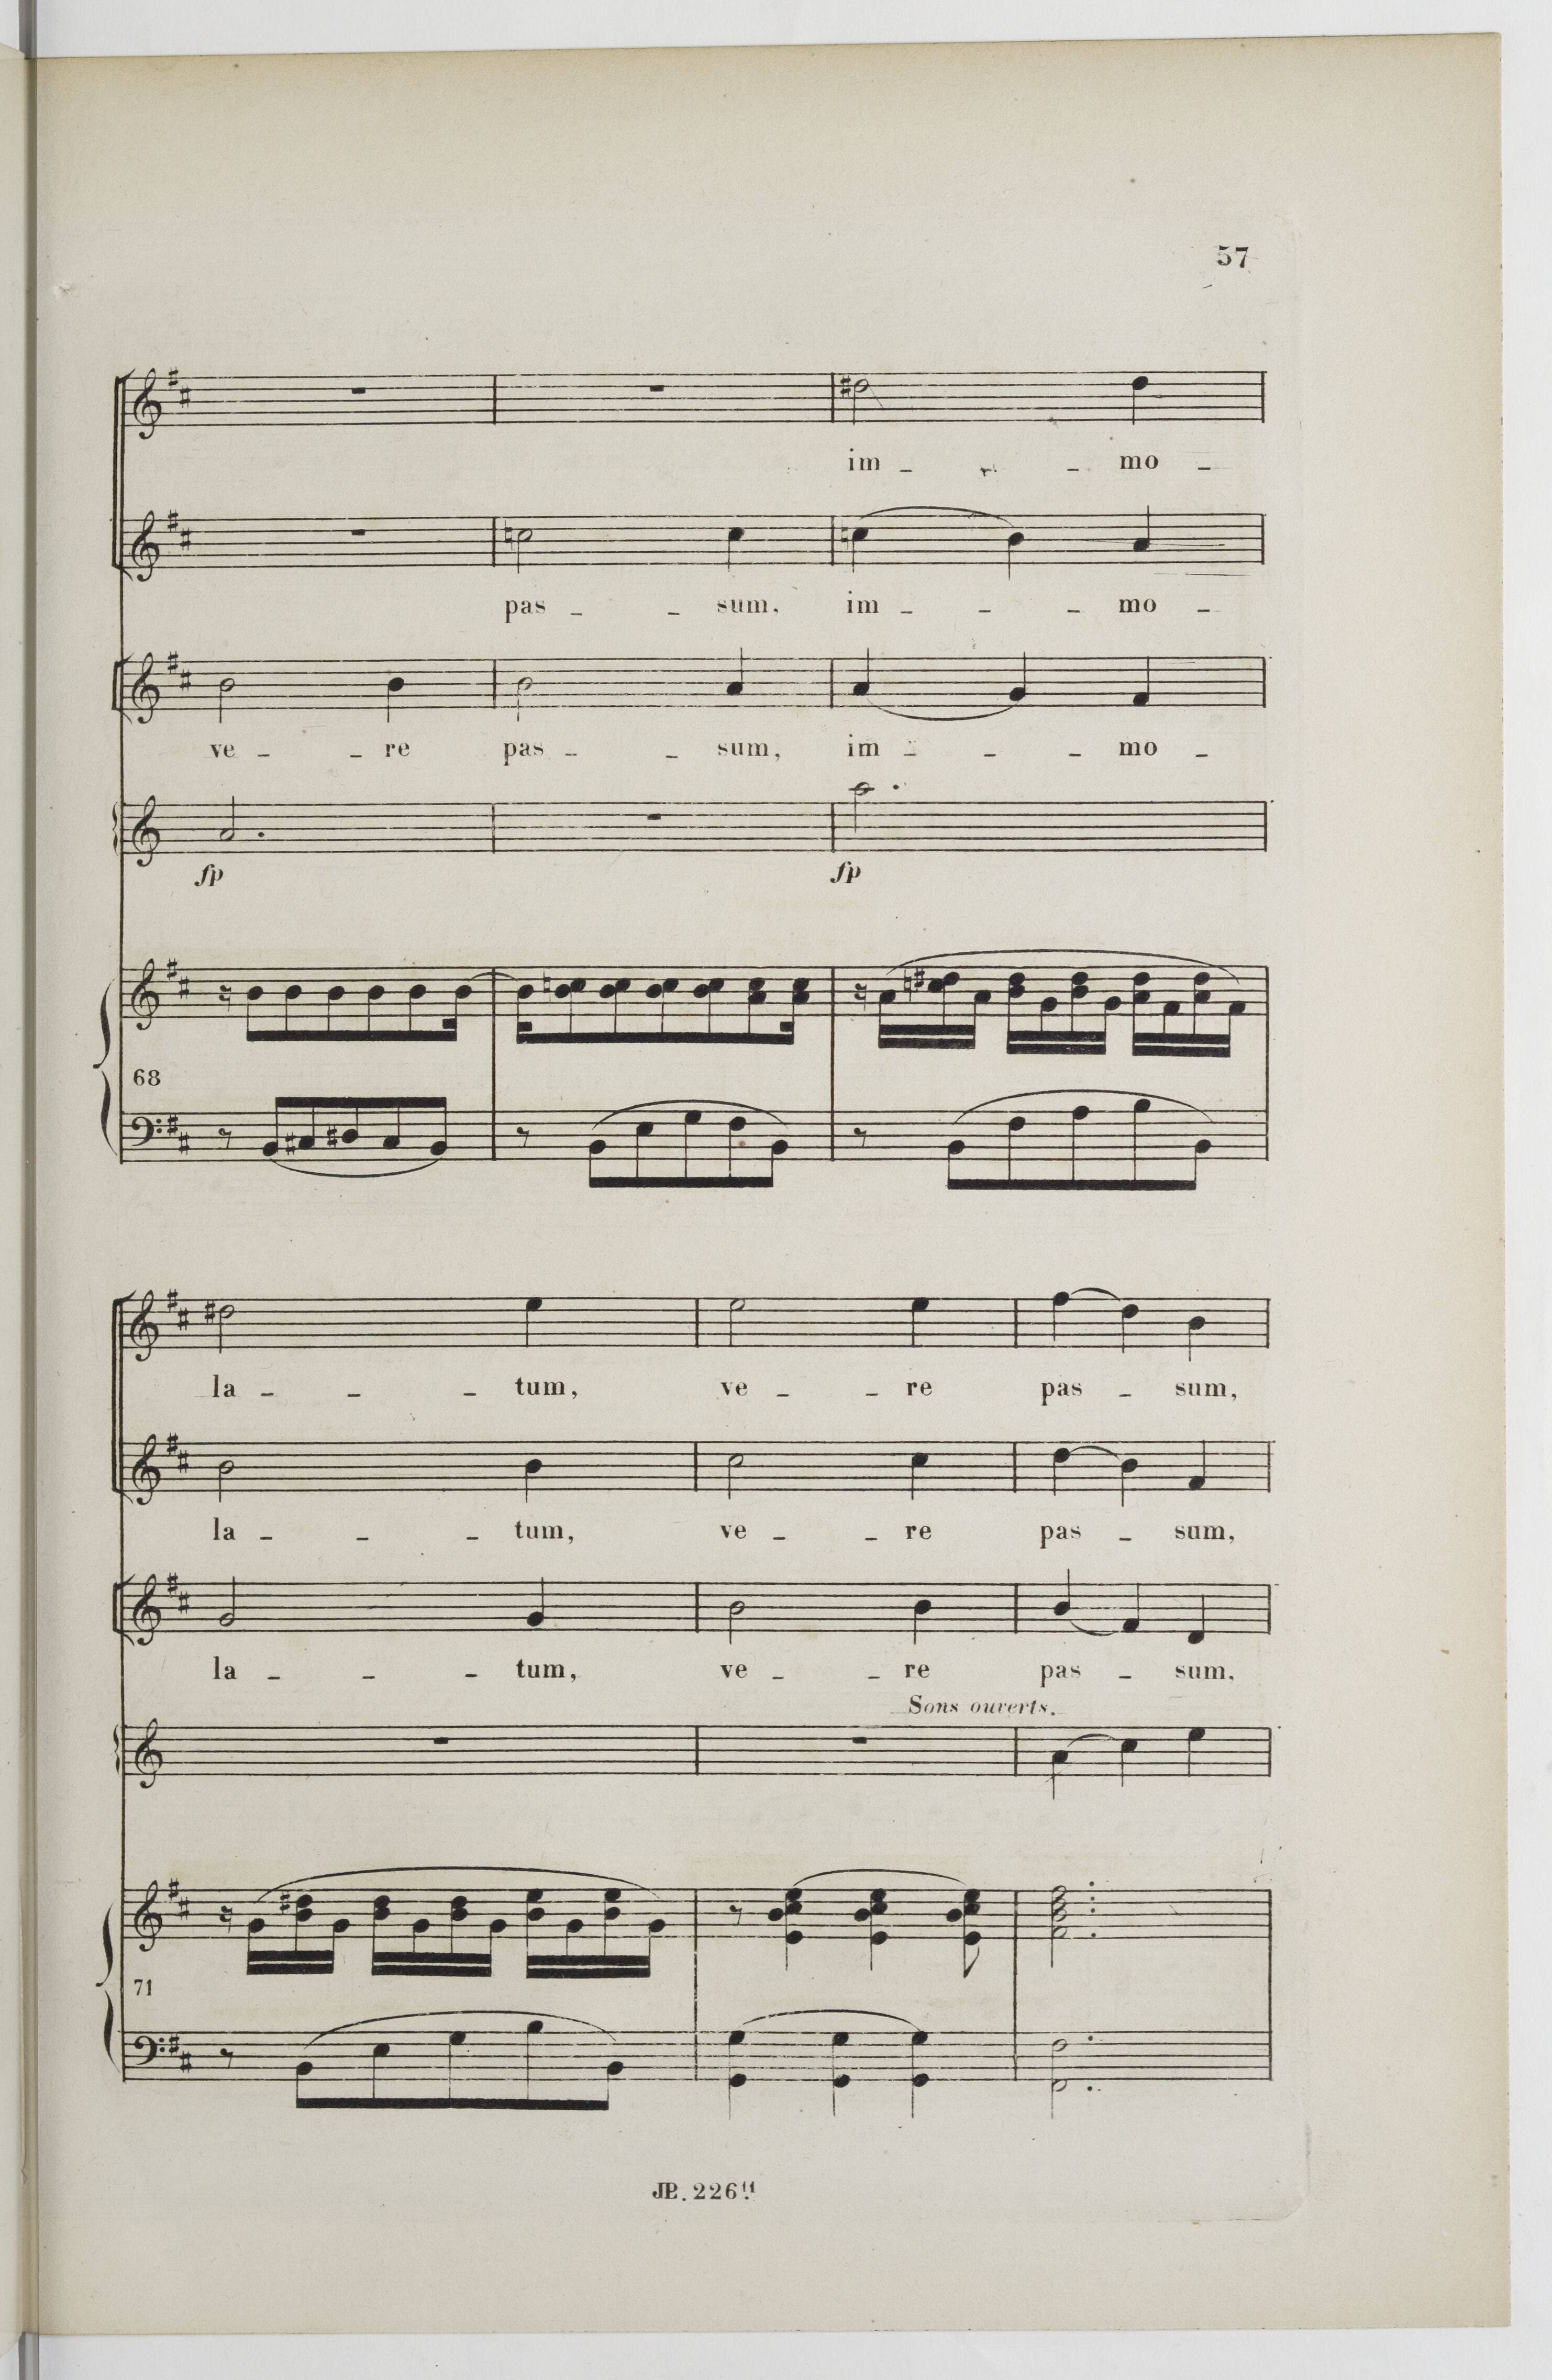 57
im - - mo -
pas - - sum, im - - - mo -
ve - - re pas - - sum, im - - - mo -
fp fp
68
la - - - tum, ve - - re pas - sum,
la - - - tum, ve - - re pas - sum,
la - - - tum, ve - - re pas - sum.
Sons ouverts.
71
JB. 226!!